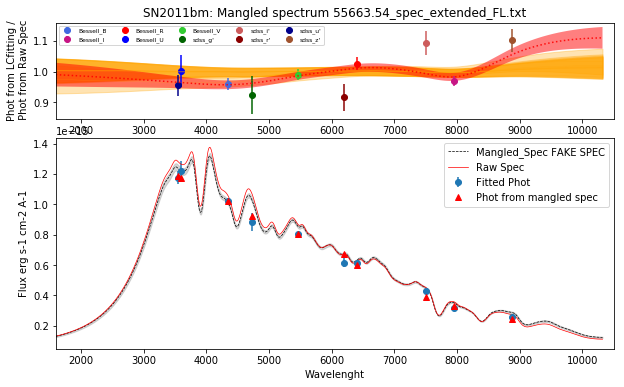 SN2011bm: Mangled spectrum 55663.54_spec_extended_FL.txt
Phot from LCfitting /
Phot from Raw Spec
1.1
1.0
0.9
Bessell_B
Bessell_I
Bessell_R
Bessell_U
Bessell_V
sdss_g'
sdss_i'
sdss_r'
sdss_u'
sdss_z'
2000 3000 4000 5000 6000 7000 8000 9000 10000
1e−15
Flux erg s-1 cm-2 A-1
1.4
1.2
1.0
0.8
0.6
0.4
0.2
Mangled_Spec FAKE SPEC
Raw Spec
Fitted Phot
Phot from mangled spec
2000 3000 4000 5000 6000 7000 8000 9000 10000
Wavelenght